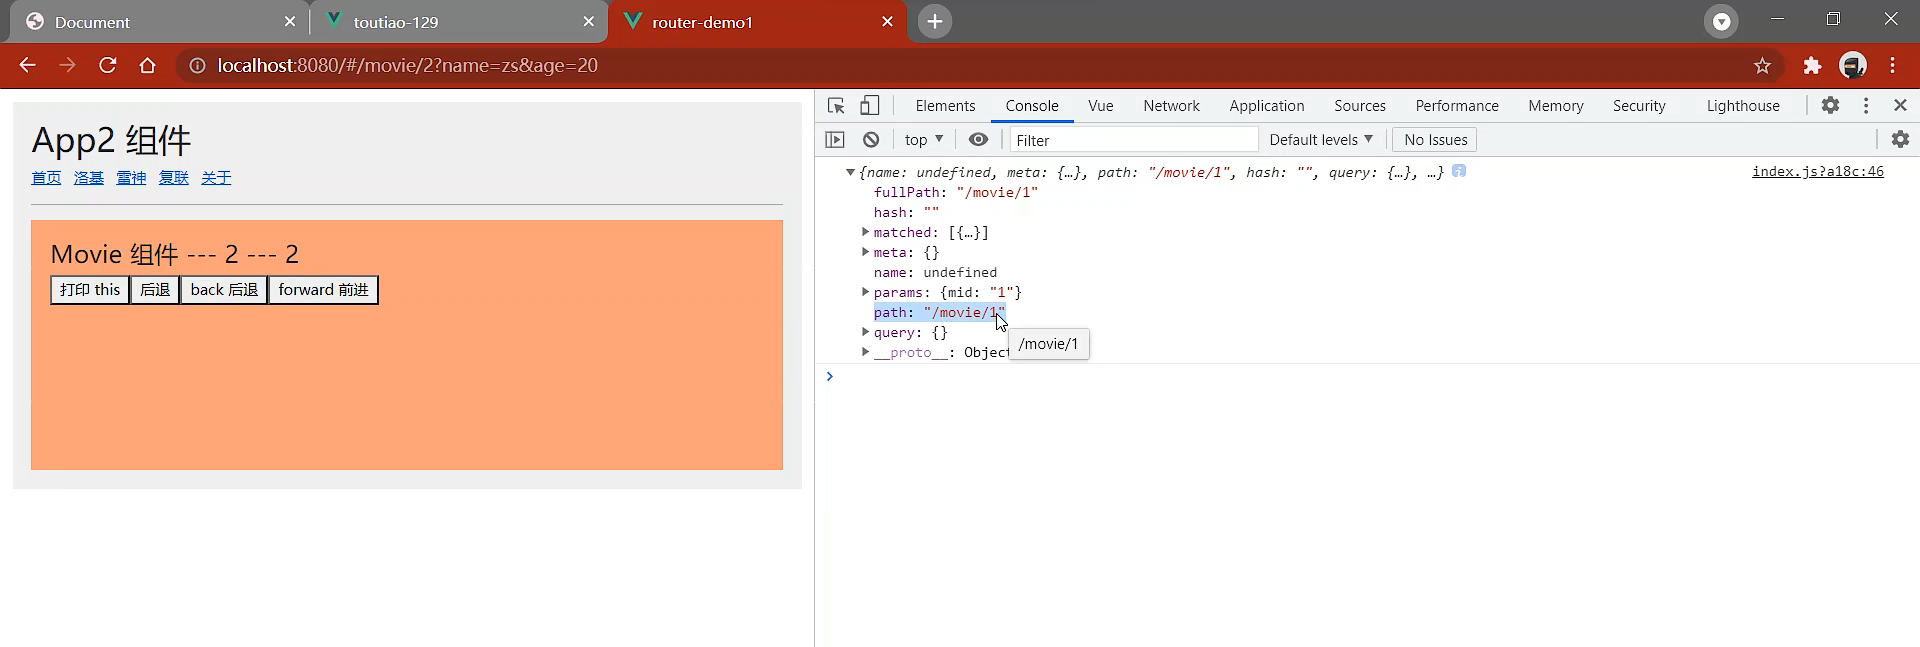 Document
toutiao-129
router-demo1
localhost:8080/#/movie/2?name=zs&age=20
App2 组件
首页 洛基 雷神 复联 关于
Movie 组件 --- 2 --- 2
打印 this 后退 back 后退 forward 前进
Elements Console Vue Network Application Sources Performance Memory Security Lighthouse
top Filter Default levels No Issues
{name: undefined, meta: {…}, path: "/movie/1", hash: "", query: {…}, …} i index.js?a18c:46
fullPath: "/movie/1"
hash: ""
matched: [{…}]
meta: {}
name: undefined
params: {mid: "1"}
path: "/movie/1"
query: {}
/movie/1
__proto__: Object